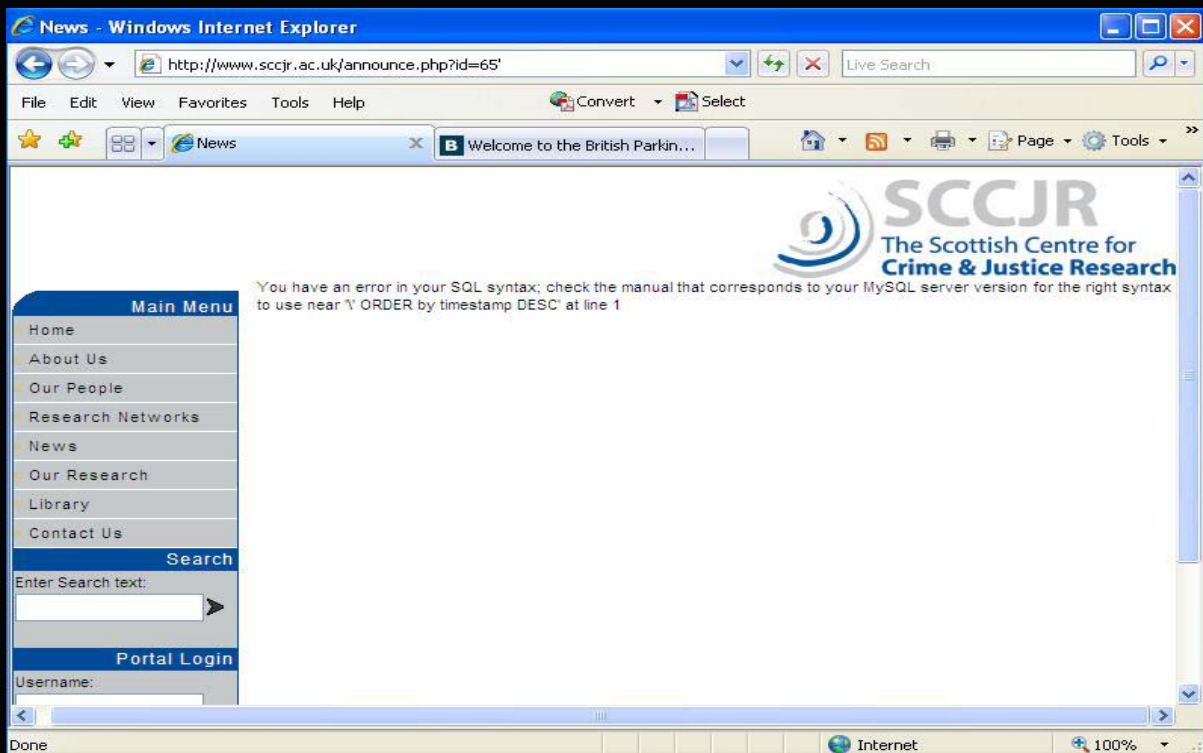 News - Windows Internet Explorer
http://www.sccjr.ac.uk/announce.php?id=65'
Live Search
File Edit View Favorites Tools Help
Convert Select
News
B Welcome to the British Parkin...
Page Tools »
SCCJR
The Scottish Centre for
Crime & Justice Research
You have an error in your SQL syntax; check the manual that corresponds to your MySQL server version for the right syntax
to use near '\' ORDER by timestamp DESC' at line 1
Main Menu
Home
About Us
Our People
Research Networks
News
Our Research
Library
Contact Us
Search
Enter Search text:
Portal Login
Username:
Done
Internet
100%